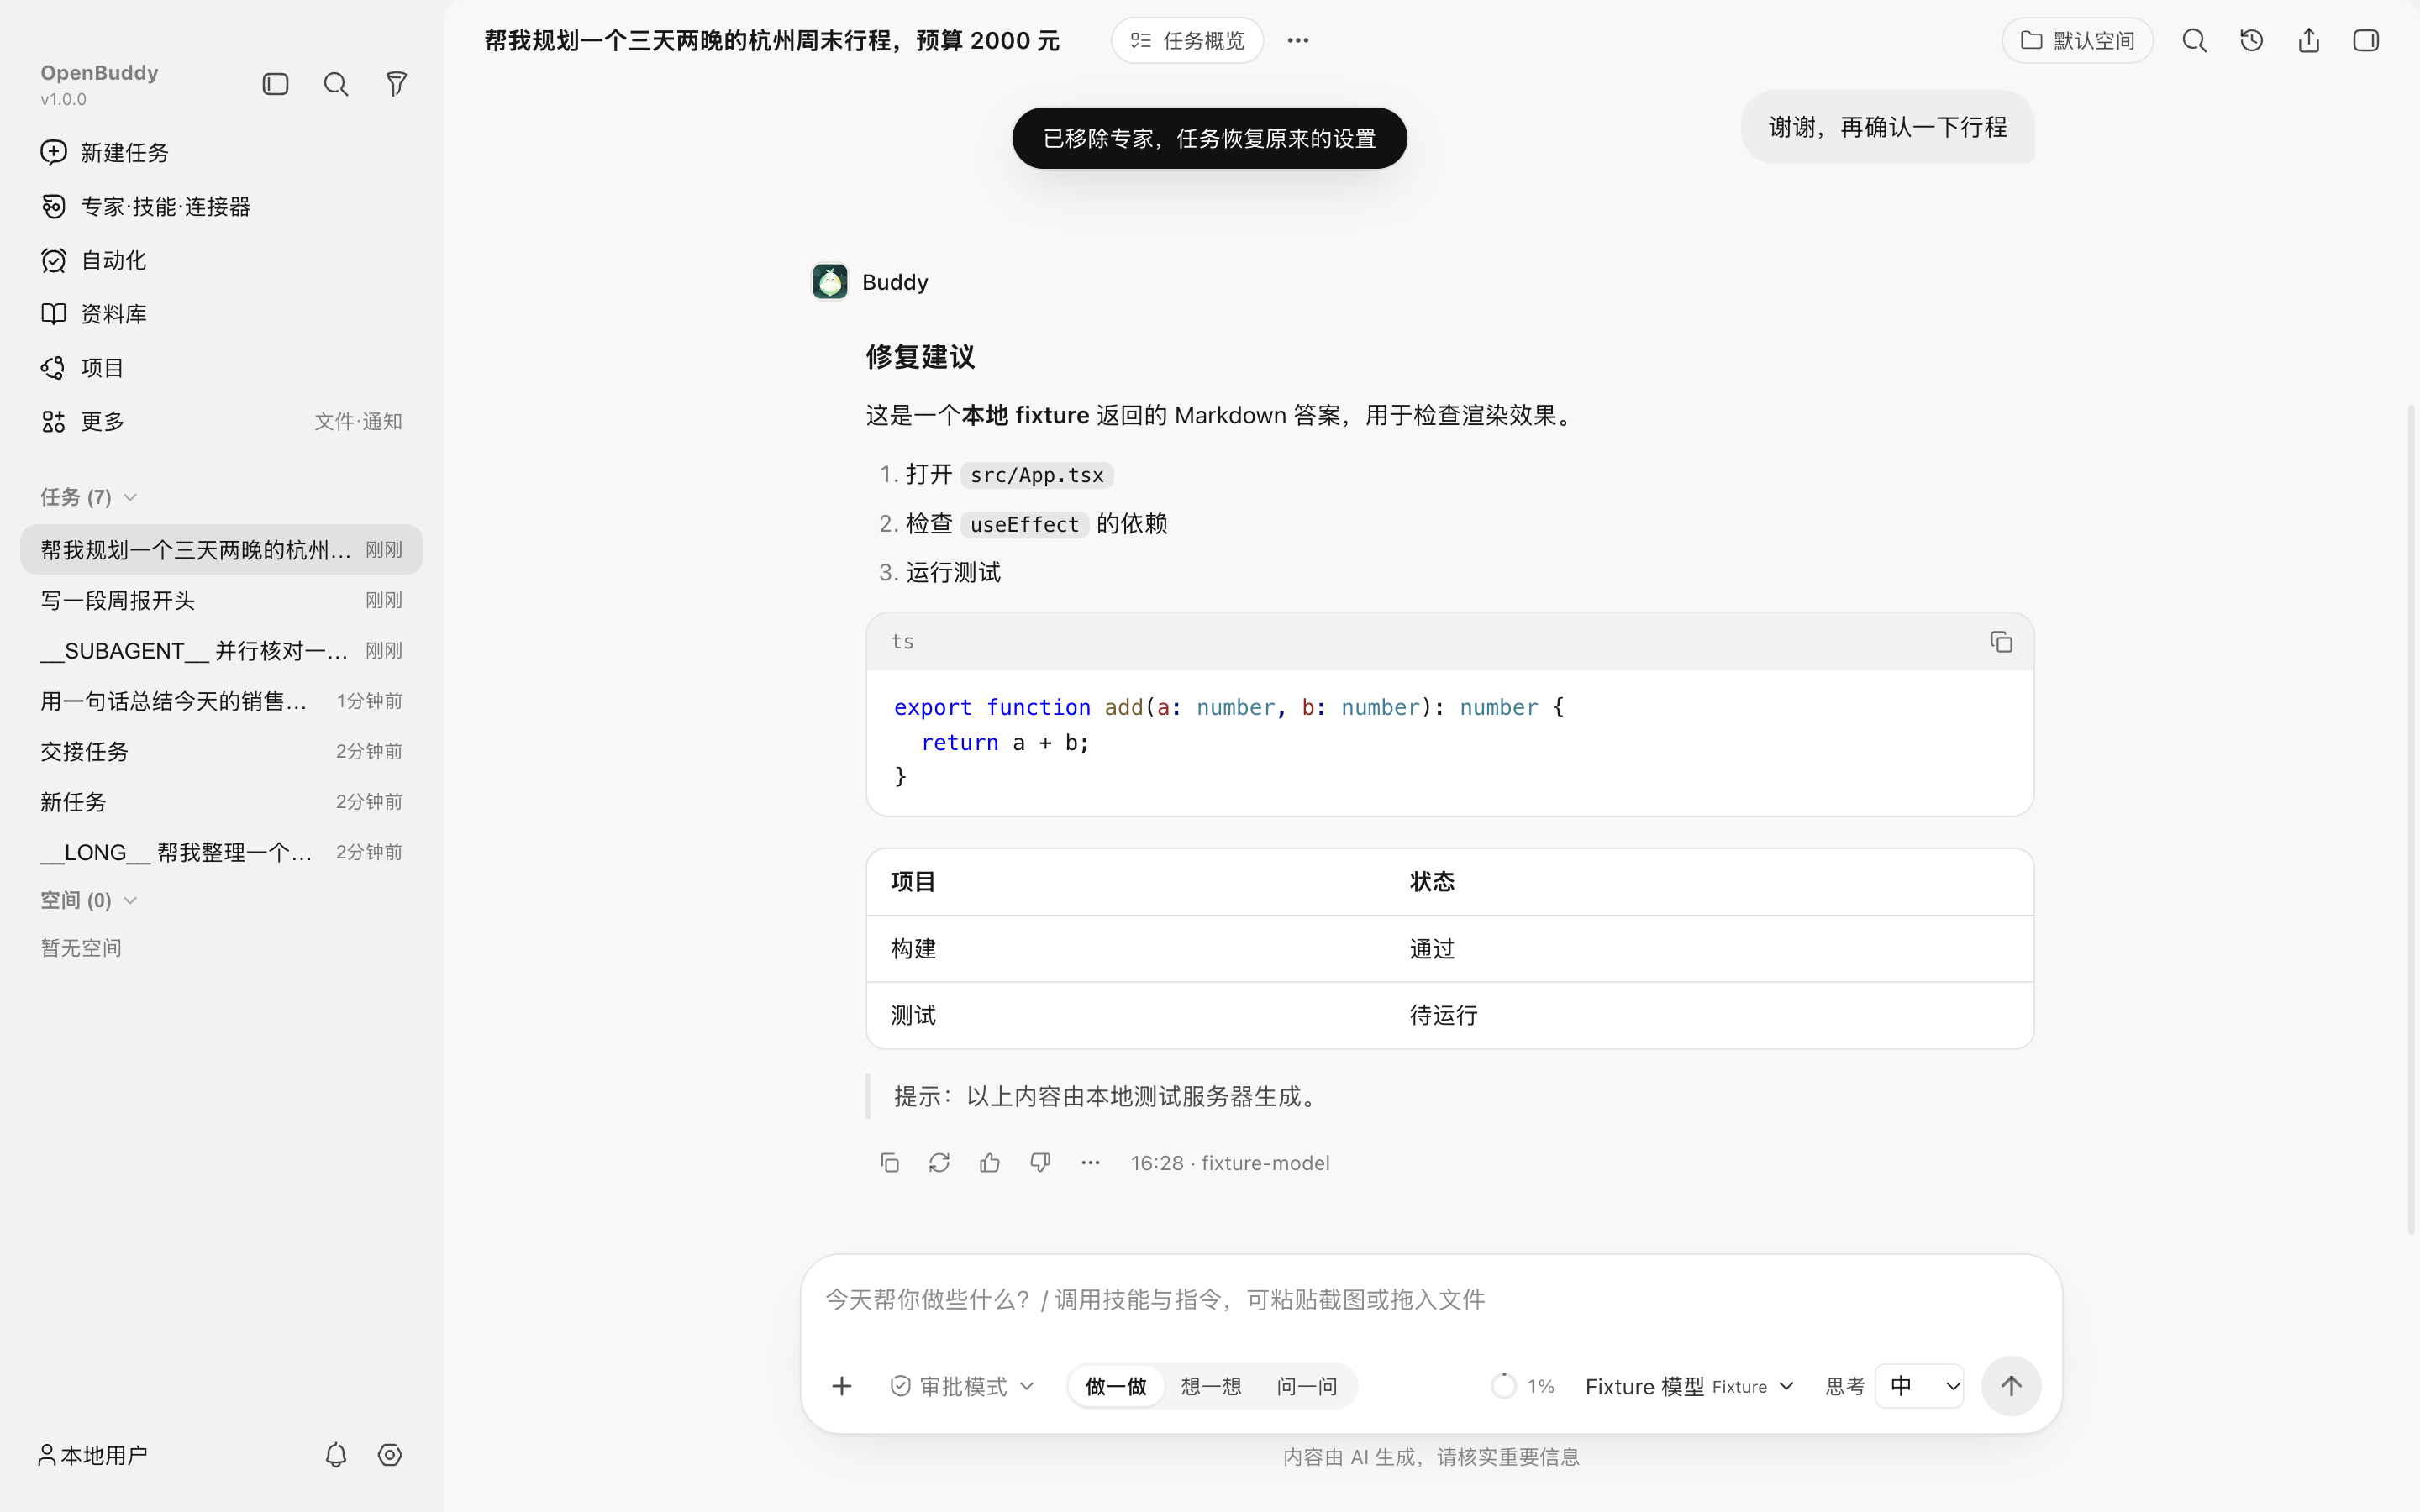 OpenBuddy
v1.0.0
新建任务
专家·技能·连接器
自动化
资料库
项目
更多 文件·通知
任务 (7)
帮我规划一个三天两晚的杭州... 刚刚
写一段周报开头 刚刚
__SUBAGENT__ 并行核对一... 刚刚
用一句话总结今天的销售... 1分钟前
交接任务 2分钟前
新任务 2分钟前
__LONG__ 帮我整理一个... 2分钟前
空间 (0)
暂无空间
本地用户
帮我规划一个三天两晚的杭州周末行程，预算 2000 元
任务概览
默认空间
已移除专家，任务恢复原来的设置
谢谢，再确认一下行程
Buddy
修复建议
这是一个本地 fixture 返回的 Markdown 答案，用于检查渲染效果。
1. 打开 src/App.tsx
2. 检查 useEffect 的依赖
3. 运行测试
ts
export function add(a: number, b: number): number {
  return a + b;
}
项目 状态
构建 通过
测试 待运行
提示：以上内容由本地测试服务器生成。
16:28 · fixture-model
今天帮你做些什么？/ 调用技能与指令，可粘贴截图或拖入文件
审批模式
做一做 想一想 问一问
1%
Fixture 模型 Fixture
思考 中
内容由 AI 生成，请核实重要信息